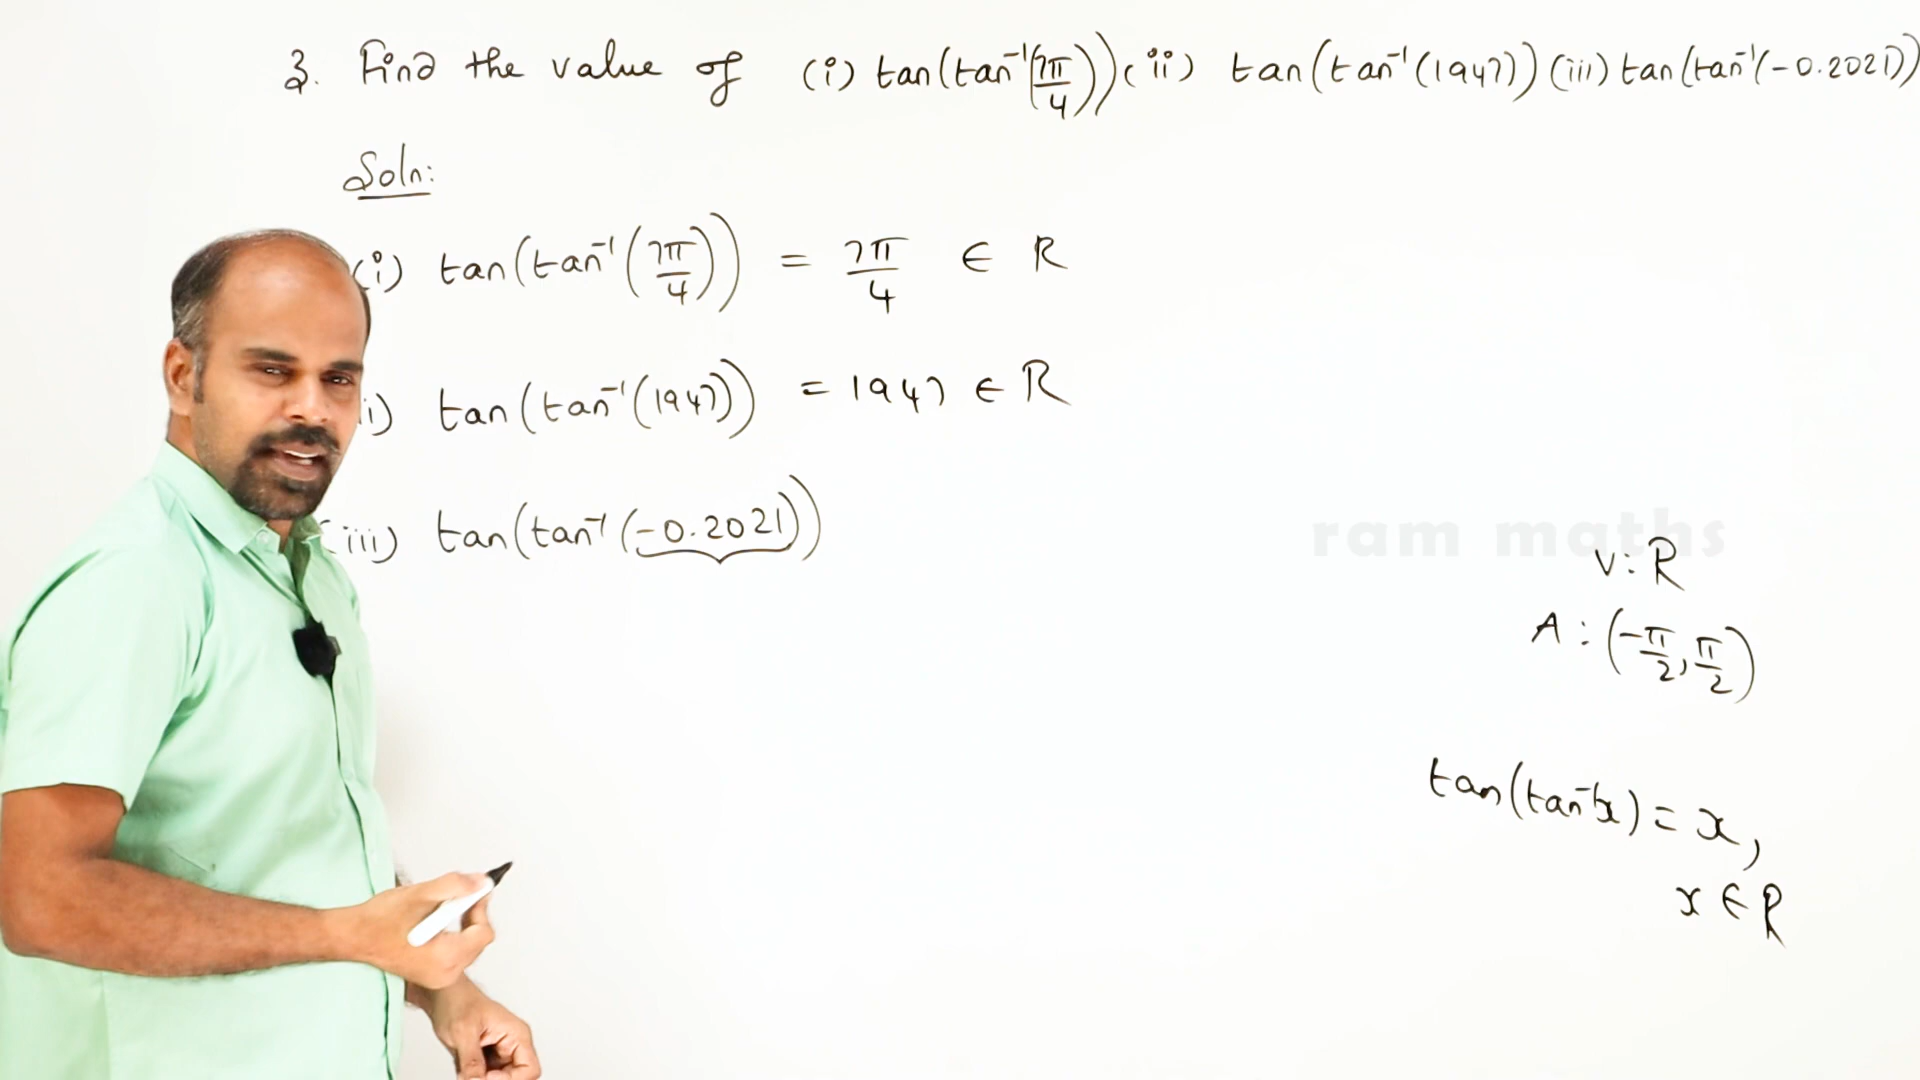 3. Find the value of (i) tan(tan⁻¹(7π/4)) (ii) tan(tan⁻¹(1947)) (iii) tan(tan⁻¹(-0.2021))
Soln:
(i) tan(tan⁻¹(7π/4)) = 7π/4 ∈ R
ii) tan(tan⁻¹(1947)) = 1947 ∈ R
(iii) tan(tan⁻¹(-0.2021))
ram maths
V: R
A: (-π/2, π/2)
tan(tan⁻¹x) = x,
x ∈ R